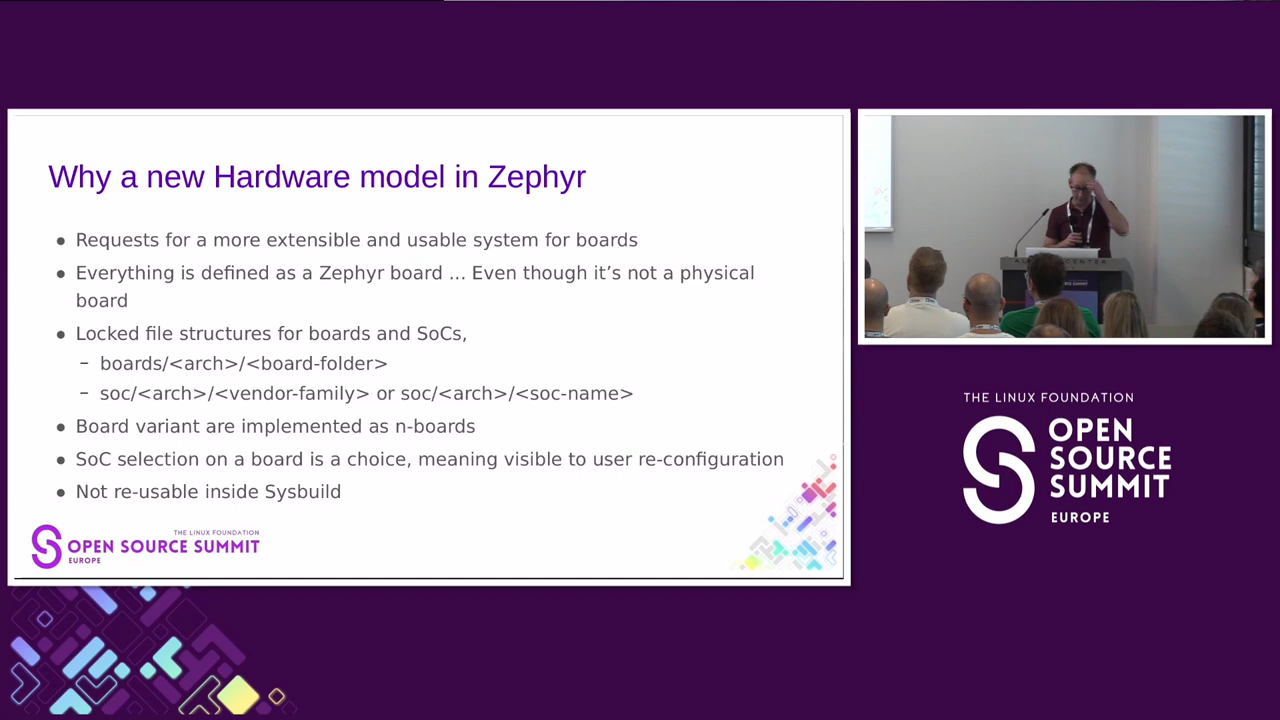 Why a new Hardware model in Zephyr
● Requests for a more extensible and usable system for boards
● Everything is defined as a Zephyr board ... Even though it’s not a physical
board
● Locked file structures for boards and SoCs,
– boards/<arch>/<board-folder>
– soc/<arch>/<vendor-family> or soc/<arch>/<soc-name>
● Board variant are implemented as n-boards
● SoC selection on a board is a choice, meaning visible to user re-configuration
● Not re-usable inside Sysbuild
THE LINUX FOUNDATION
OPEN SOURCE SUMMIT
EUROPE
THE LINUX FOUNDATION
OPEN
SOURCE
SUMMIT
EUROPE